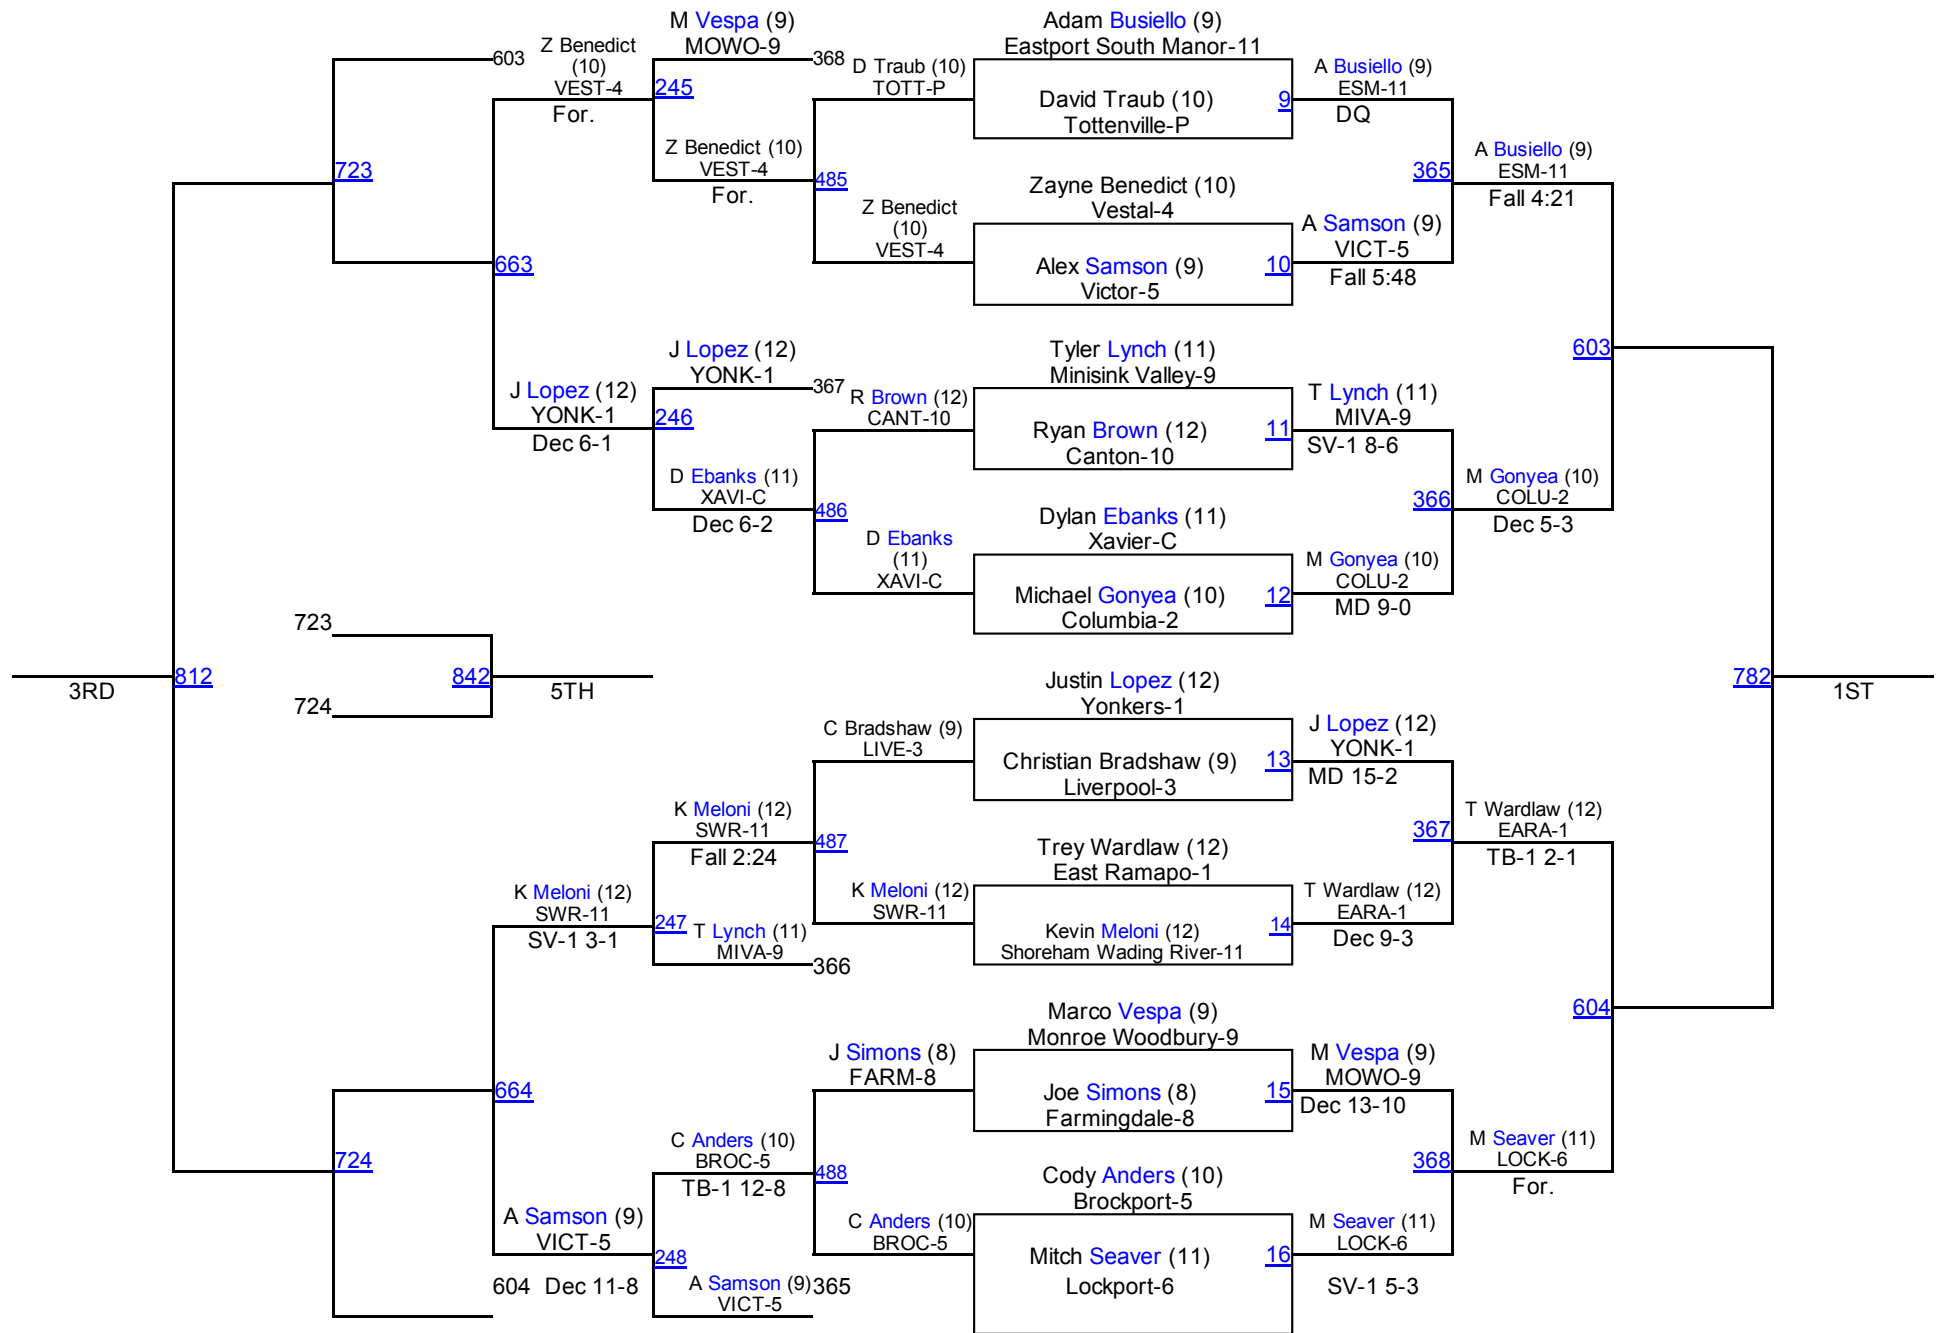 M Vespa (9)
MOWO-9
Adam Busiello (9)
Eastport South Manor-11
603
Z Benedict
(10)
VEST-4
For.
245
368
D Traub (10)
TOTT-P
David Traub (10)
Tottenville-P
9
A Busiello (9)
ESM-11
DQ
723
Z Benedict (10)
VEST-4
For.
485
Zayne Benedict (10)
Vestal-4
365
A Busiello (9)
ESM-11
Fall 4:21
663
Z Benedict
(10)
VEST-4
Alex Samson (9)
Victor-5
10
A Samson (9)
VICT-5
Fall 5:48
J Lopez (12)
YONK-1
Tyler Lynch (11)
Minisink Valley-9
603
J Lopez (12)
YONK-1
Dec 6-1
246
367
R Brown (12)
CANT-10
Ryan Brown (12)
Canton-10
11
T Lynch (11)
MIVA-9
SV-1 8-6
D Ebanks (11)
XAVI-C
Dec 6-2
486
Dylan Ebanks (11)
Xavier-C
366
M Gonyea (10)
COLU-2
Dec 5-3
D Ebanks
(11)
XAVI-C
Michael Gonyea (10)
Columbia-2
12
M Gonyea (10)
COLU-2
MD 9-0
723
3RD
812
842
5TH
724
Justin Lopez (12)
Yonkers-1
782
1ST
C Bradshaw (9)
LIVE-3
Christian Bradshaw (9)
Liverpool-3
13
J Lopez (12)
YONK-1
MD 15-2
K Meloni (12)
SWR-11
Fall 2:24
487
Trey Wardlaw (12)
East Ramapo-1
367
T Wardlaw (12)
EARA-1
TB-1 2-1
K Meloni (12)
SWR-11
SV-1 3-1
247
T Lynch (11)
MIVA-9
366
K Meloni (12)
SWR-11
Kevin Meloni (12)
Shoreham Wading River-11
14
T Wardlaw (12)
EARA-1
Dec 9-3
Marco Vespa (9)
Monroe Woodbury-9
604
664
J Simons (8)
FARM-8
Joe Simons (8)
Farmingdale-8
15
M Vespa (9)
MOWO-9
Dec 13-10
724
C Anders (10)
BROC-5
TB-1 12-8
488
Cody Anders (10)
Brockport-5
368
M Seaver (11)
LOCK-6
For.
A Samson (9)
VICT-5
604 Dec 11-8
248
A Samson (9)
VICT-5
365
C Anders (10)
BROC-5
Mitch Seaver (11)
Lockport-6
16
M Seaver (11)
LOCK-6
SV-1 5-3